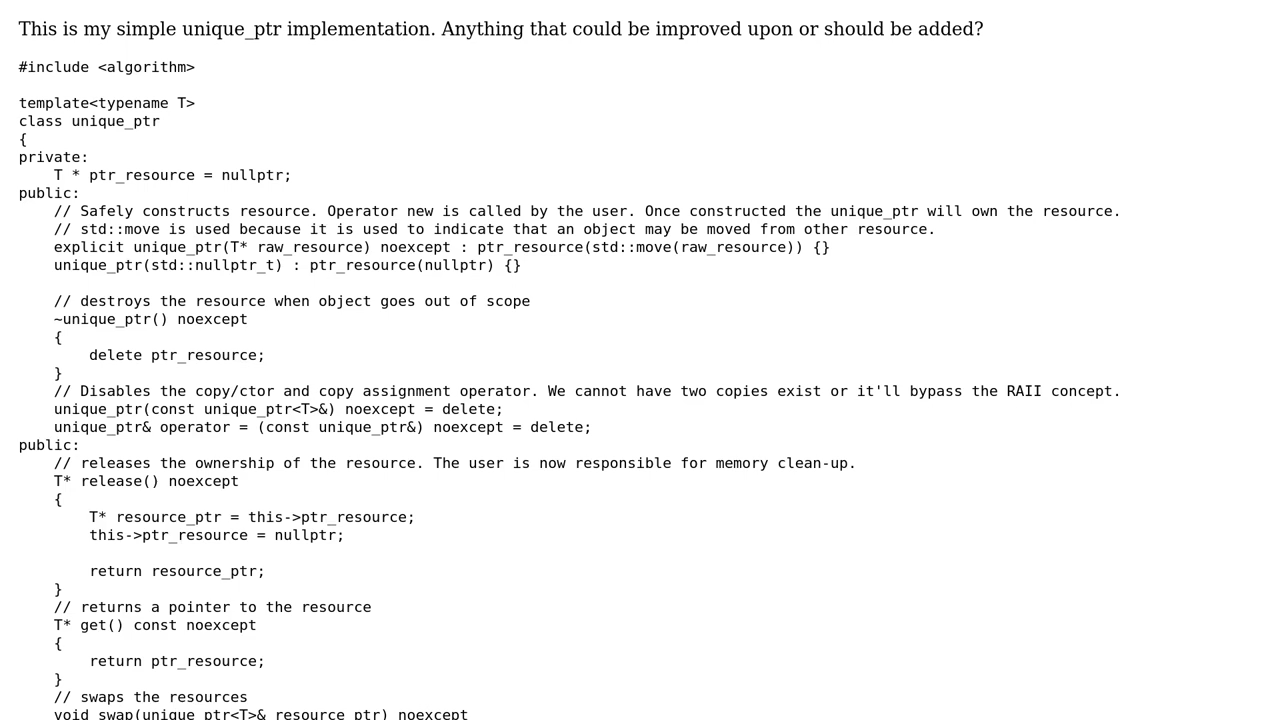 This is my simple unique_ptr implementation. Anything that could be improved upon or should be added?
#include <algorithm>
template<typename T>
class unique_ptr
{
private:
    T * ptr_resource = nullptr;
public:
    // Safely constructs resource. Operator new is called by the user. Once constructed the unique_ptr will own the resource.
    // std::move is used because it is used to indicate that an object may be moved from other resource.
    explicit unique_ptr(T* raw_resource) noexcept : ptr_resource(std::move(raw_resource)) {}
    unique_ptr(std::nullptr_t) : ptr_resource(nullptr) {}
    // destroys the resource when object goes out of scope
    ~unique_ptr() noexcept
    {
        delete ptr_resource;
    }
    // Disables the copy/ctor and copy assignment operator. We cannot have two copies exist or it'll bypass the RAII concept.
    unique_ptr(const unique_ptr<T>&) noexcept = delete;
    unique_ptr& operator = (const unique_ptr&) noexcept = delete;
public:
    // releases the ownership of the resource. The user is now responsible for memory clean-up.
    T* release() noexcept
    {
        T* resource_ptr = this->ptr_resource;
        this->ptr_resource = nullptr;
        return resource_ptr;
    }
    // returns a pointer to the resource
    T* get() const noexcept
    {
        return ptr_resource;
    }
    // swaps the resources
    void swap(unique_ptr<T>& resource_ptr) noexcept